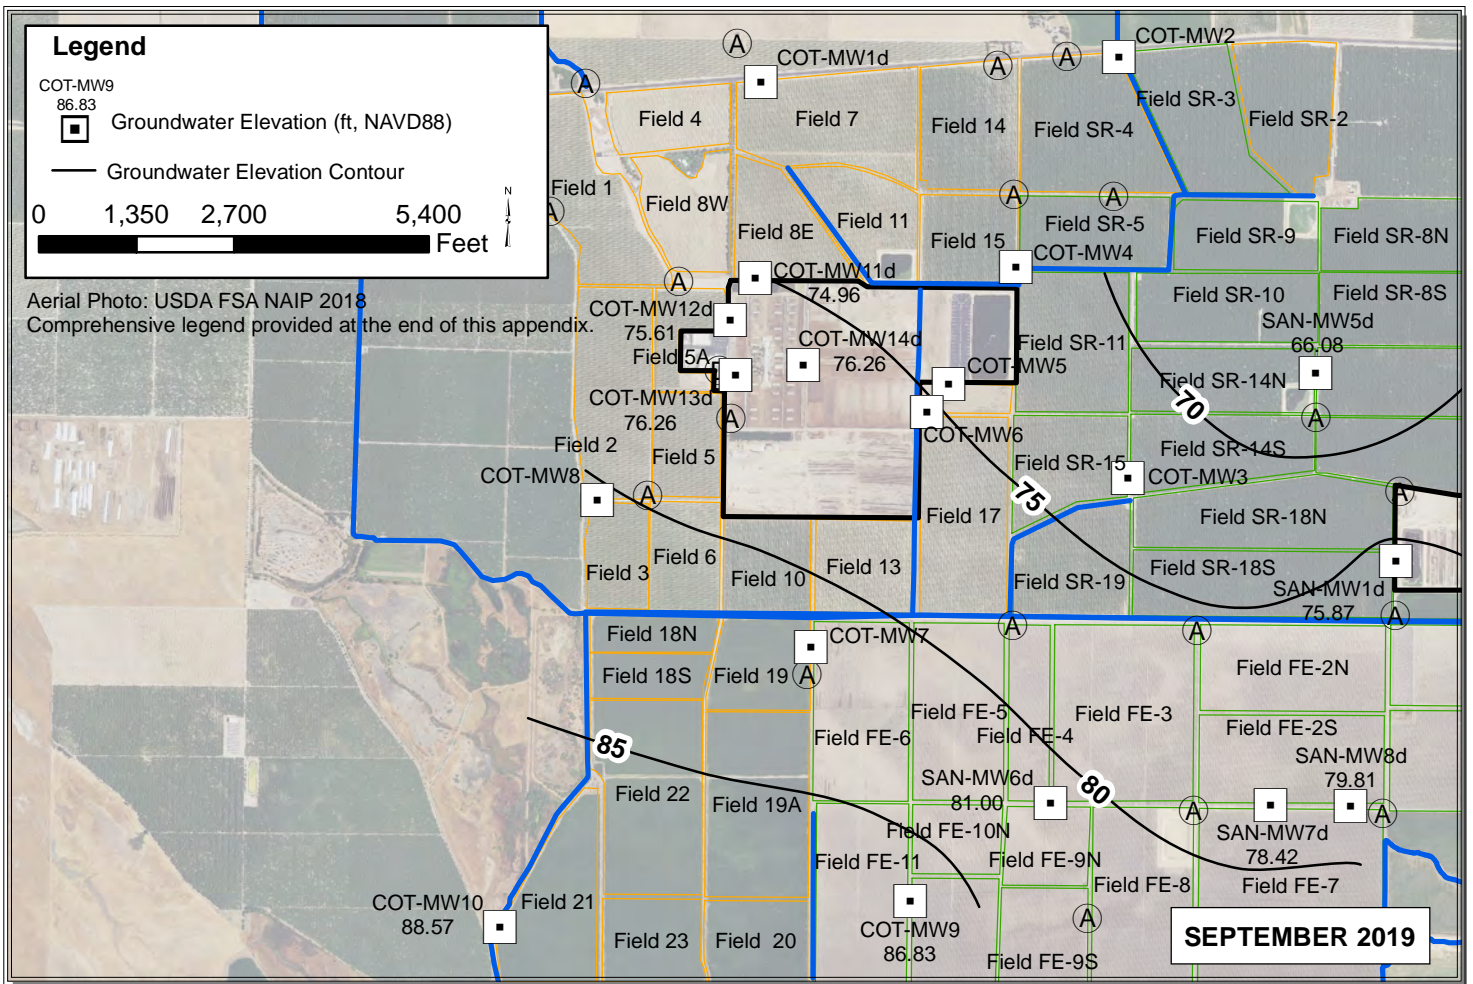 Legend
COT-MW9
86.83
Groundwater Elevation (ft, NAVD88)
Groundwater Elevation Contour
N
0 1,350 2,700 5,400
Feet
Aerial Photo: USDA FSA NAIP 2018
Comprehensive legend provided at the end of this appendix.
A
COT-MW1d
A
A
COT-MW2
A
Field SR-3
Field SR-2
Field 4
Field 7
Field 14
Field SR-4
Field 1
A
Field 8W
Field 8E
Field 11
Field 15
A
A
Field SR-5
Field SR-9
Field SR-8N
COT-MW4
A
COT-MW11d
74.96
Field SR-10
Field SR-8S
COT-MW12d
75.61
SAN-MW5d
66.08
Field 5A
COT-MW14d
76.26
Field SR-11
COT-MW5
Field SR-14N
COT-MW13d
76.26
A
70
A
Field 2
COT-MW6
Field SR-14S
Field 5
COT-MW8
Field SR-15
COT-MW3
A
75
A
Field 17
Field SR-18N
Field 3
Field 6
Field 10
Field 13
Field SR-19
Field SR-18S
SAN-MW1d
75.87
A
A
A
Field 18N
COT-MW7
Field 18S
Field 19
A
Field FE-2N
Field FE-5
Field FE-3
Field FE-6
Field FE-4
Field FE-2S
85
SAN-MW8d
79.81
SAN-MW6d
81.00
80
Field 22
Field 19A
A
A
Field FE-10N
SAN-MW7d
78.42
Field FE-11
Field FE-9N
Field FE-8
Field FE-7
COT-MW10
88.57
Field 21
A
COT-MW9
86.83
Field 23
Field 20
Field FE-9S
SEPTEMBER 2019